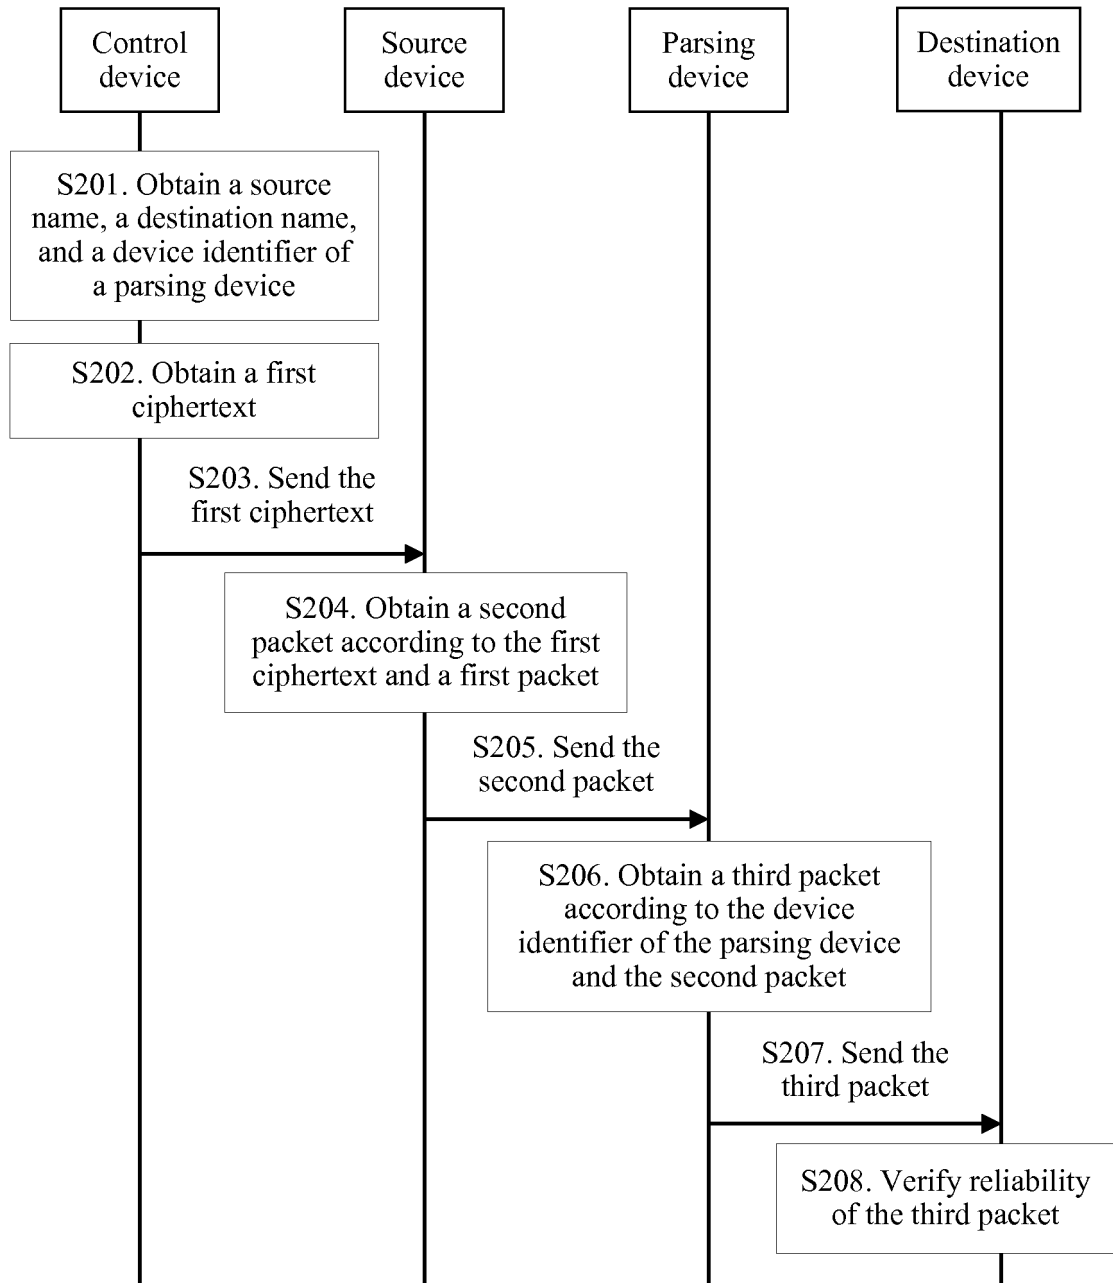 Control
device
Source
device
Parsing
device
Destination
device
S201. Obtain a source
name, a destination name,
and a device identifier of
a parsing device
S202. Obtain a first
ciphertext
S203. Send the
first ciphertext
S204. Obtain a second
packet according to the first
ciphertext and a first packet
S205. Send the
second packet
S206. Obtain a third packet
according to the device
identifier of the parsing device
and the second packet
S207. Send the
third packet
S208. Verify reliability
of the third packet